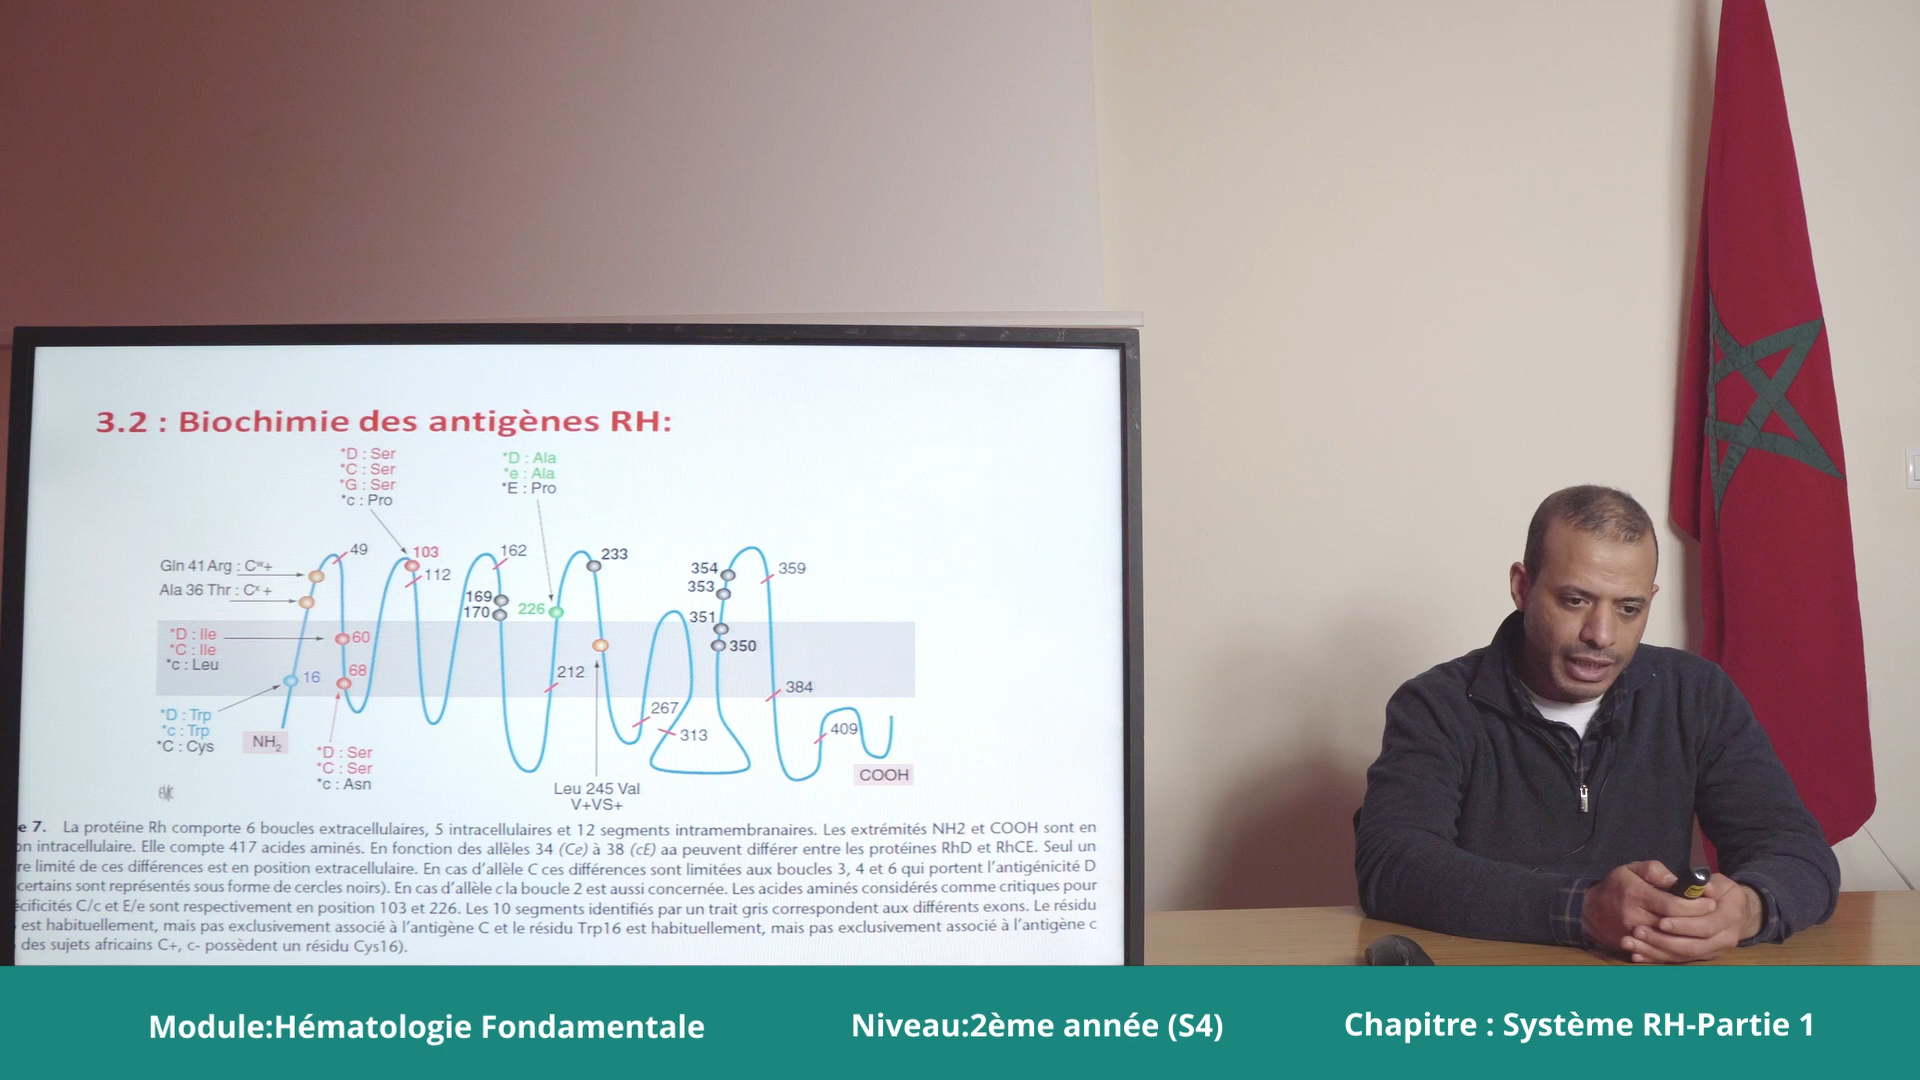 3.2 : Biochimie des antigènes RH:
*D : Ser
*C : Ser
*G : Ser
*c : Pro
*D : Ala
*e : Ala
*E : Pro
Gln 41 Arg : Cʷ+
Ala 36 Thr : Cˣ +
49
103
112
162
169
170
226
233
354
353
351
350
359
*D : Ile
*C : Ile
*c : Leu
60
68
16
212
267
313
384
409
*D : Trp
*c : Trp
*C : Cys
NH₂
*D : Ser
*C : Ser
*c : Asn
Leu 245 Val
V+VS+
COOH
e 7. La protéine Rh comporte 6 boucles extracellulaires, 5 intracellulaires et 12 segments intramembranaires. Les extrémités NH2 et COOH sont en
on intracellulaire. Elle compte 417 acides aminés. En fonction des allèles 34 (Ce) à 38 (cE) aa peuvent différer entre les protéines RhD et RhCE. Seul un
re limité de ces différences est en position extracellulaire. En cas d'allèle C ces différences sont limitées aux boucles 3, 4 et 6 qui portent l'antigénicité D
certains sont représentés sous forme de cercles noirs). En cas d'allèle c la boucle 2 est aussi concernée. Les acides aminés considérés comme critiques pour
écificités C/c et E/e sont respectivement en position 103 et 226. Les 10 segments identifiés par un trait gris correspondent aux différents exons. Le résidu
est habituellement, mais pas exclusivement associé à l'antigène C et le résidu Trp16 est habituellement, mais pas exclusivement associé à l'antigène c
des sujets africains C+, c- possèdent un résidu Cys16).
Module:Hématologie Fondamentale
Niveau:2ème année (S4)
Chapitre : Système RH-Partie 1